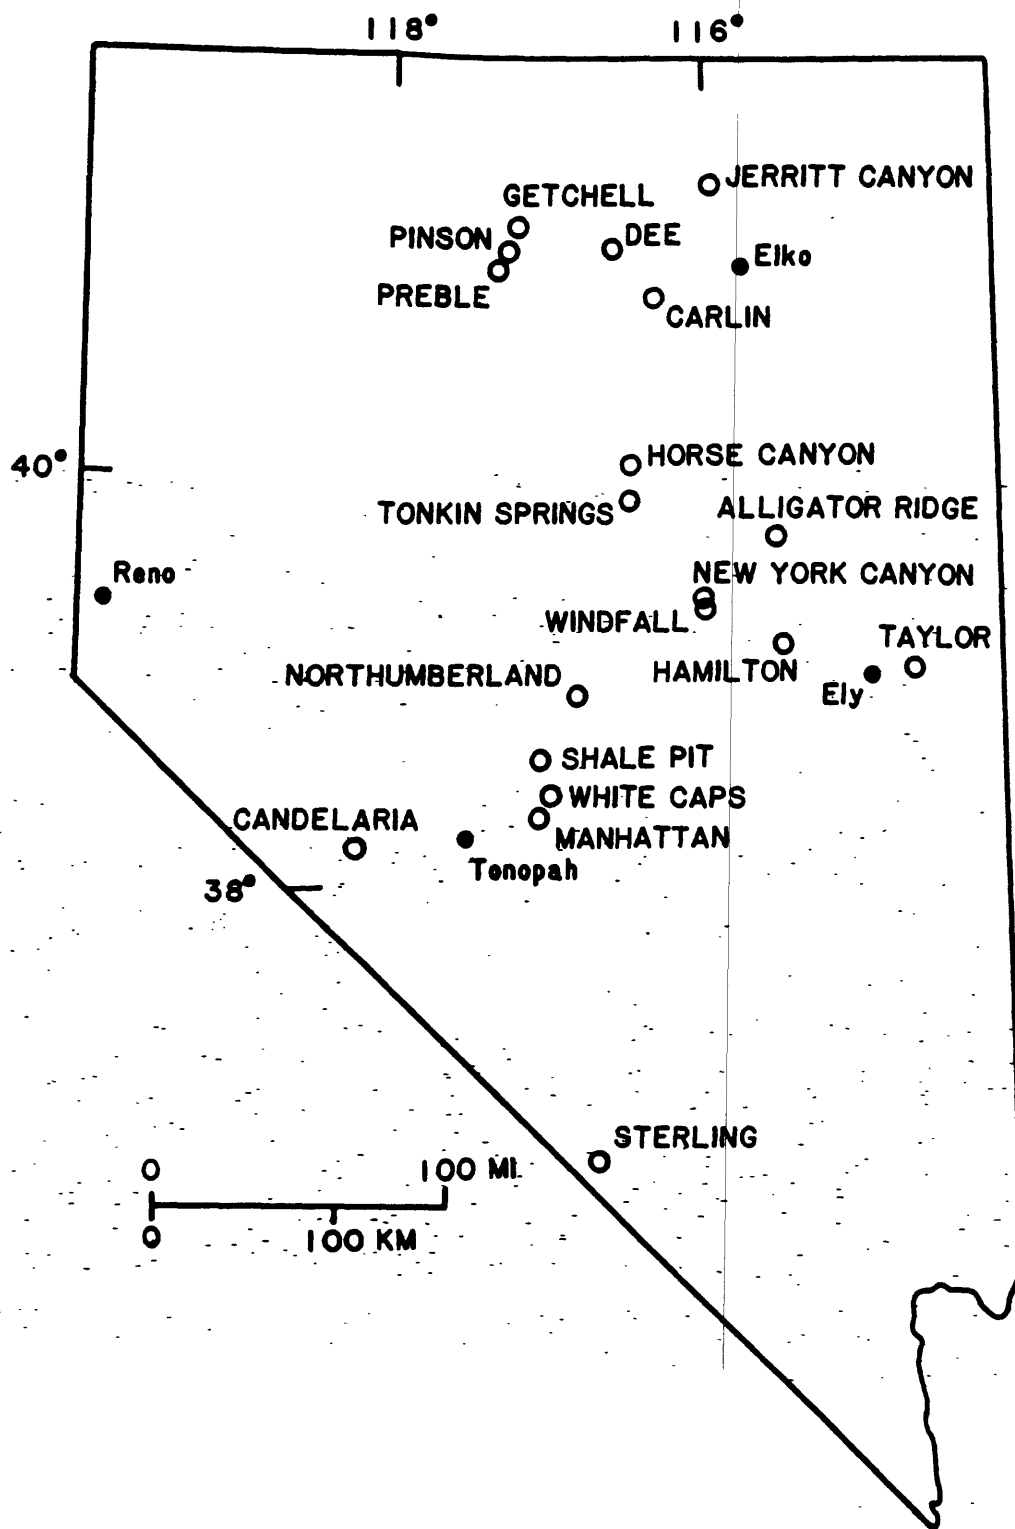 118° 116°
JERRITT CANYON
GETCHELL
PINSON
DEE
Elko
PREBLE
CARLIN
40°
HORSE CANYON
TONKIN SPRINGS
ALLIGATOR RIDGE
Reno
NEW YORK CANYON
WINDFALL
TAYLOR
NORTHUMBERLAND
HAMILTON
Ely
SHALE PIT
WHITE CAPS
CANDELARIA
MANHATTAN
Tonopah
38°
STERLING
0 100 MI.
0 100 KM